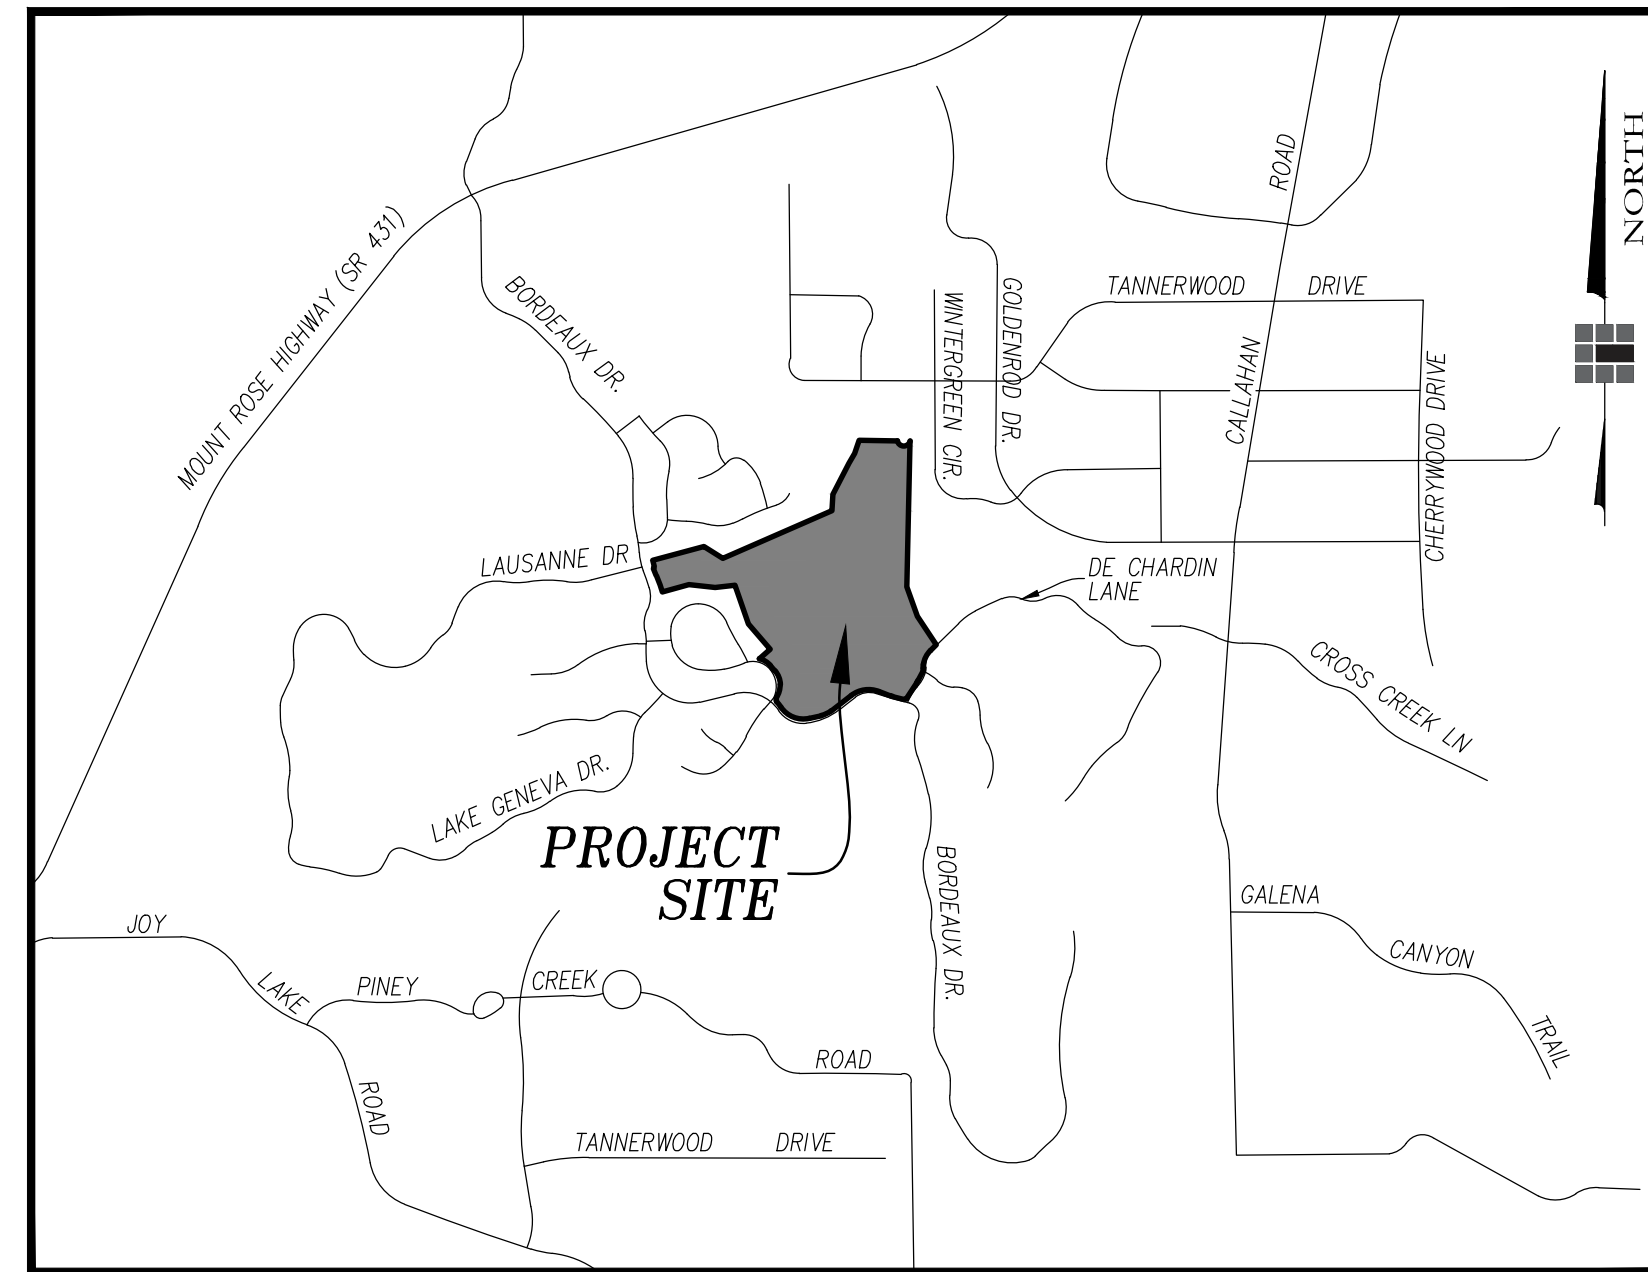 NORTH
ROAD
MOUNT ROSE HIGHWAY (SR 431)
BORDEAUX DR.
WINTERGREEN CIR.
GOLDENROD DR.
TANNERWOOD DRIVE
CALLAHAN
CHERRYWOOD DRIVE
LAUSANNE DR
DE CHARDIN
LANE
CROSS CREEK LN
LAKE GENEVA DR.
PROJECT
SITE
BORDEAUX DR.
GALENA
CANYON
TRAIL
JOY
LAKE
ROAD
PINEY
CREEK
ROAD
TANNERWOOD DRIVE